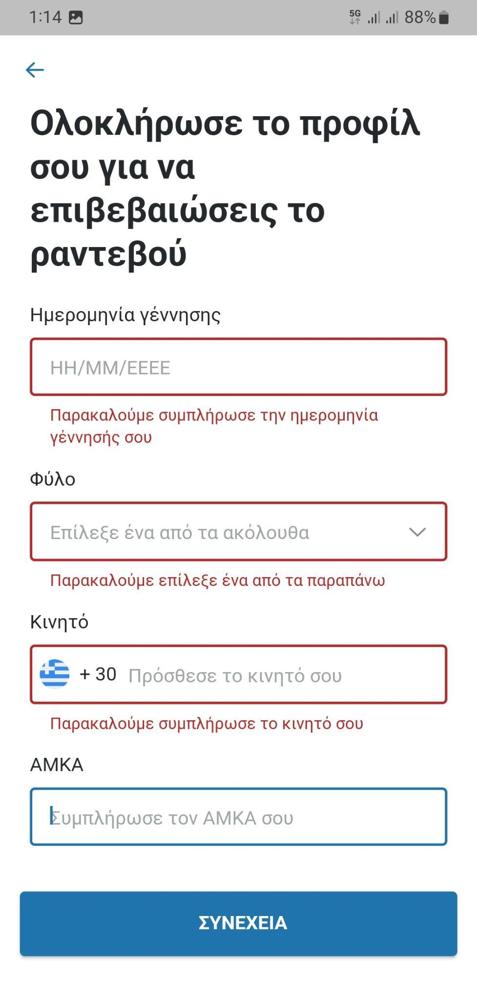 1:14
5G 88%
Ολοκλήρωσε το προφίλ
σου για να
επιβεβαιώσεις το
ραντεβού
Ημερομηνία γέννησης
ΗΗ/ΜΜ/ΕΕΕΕ
Παρακαλούμε συμπλήρωσε την ημερομηνία
γέννησής σου
Φύλο
Επίλεξε ένα από τα ακόλουθα
Παρακαλούμε επίλεξε ένα από τα παραπάνω
Κινητό
+ 30 Πρόσθεσε το κινητό σου
Παρακαλούμε συμπλήρωσε το κινητό σου
ΑΜΚΑ
Συμπλήρωσε τον ΑΜΚΑ σου
ΣΥΝΕΧΕΙΑ